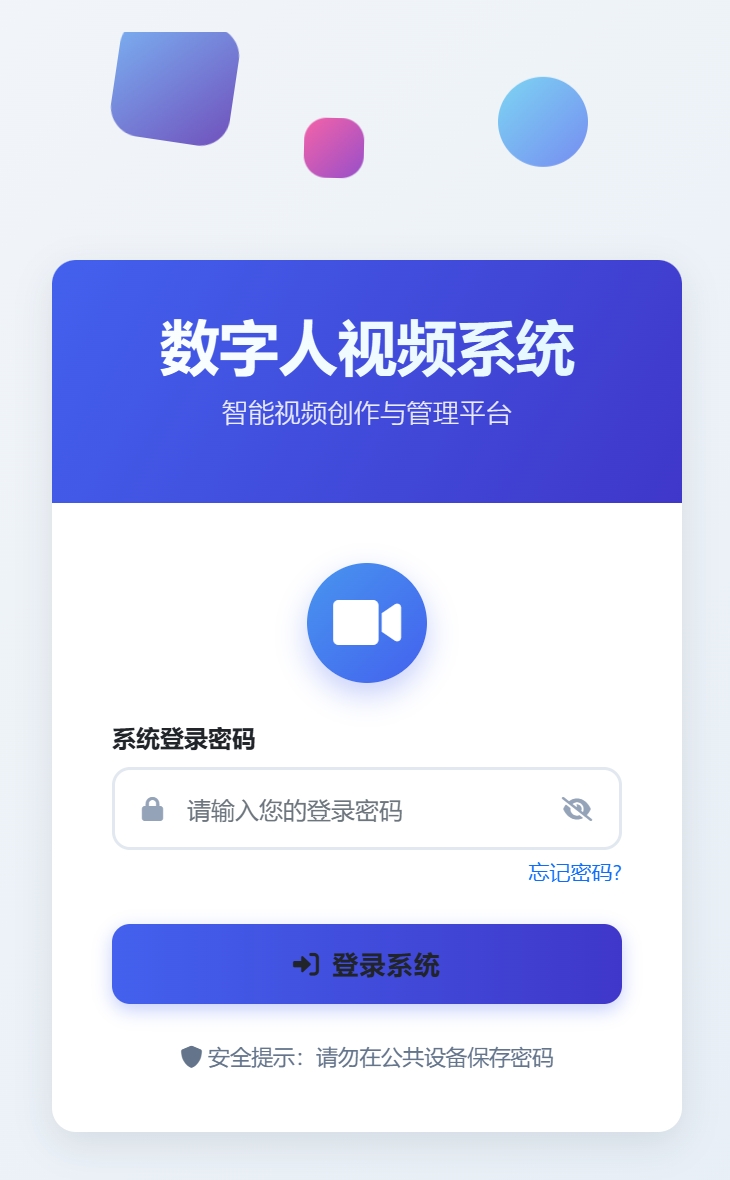 数字人视频系统
智能视频创作与管理平台
系统登录密码
请输入您的登录密码
忘记密码?
登录系统
安全提示：请勿在公共设备保存密码